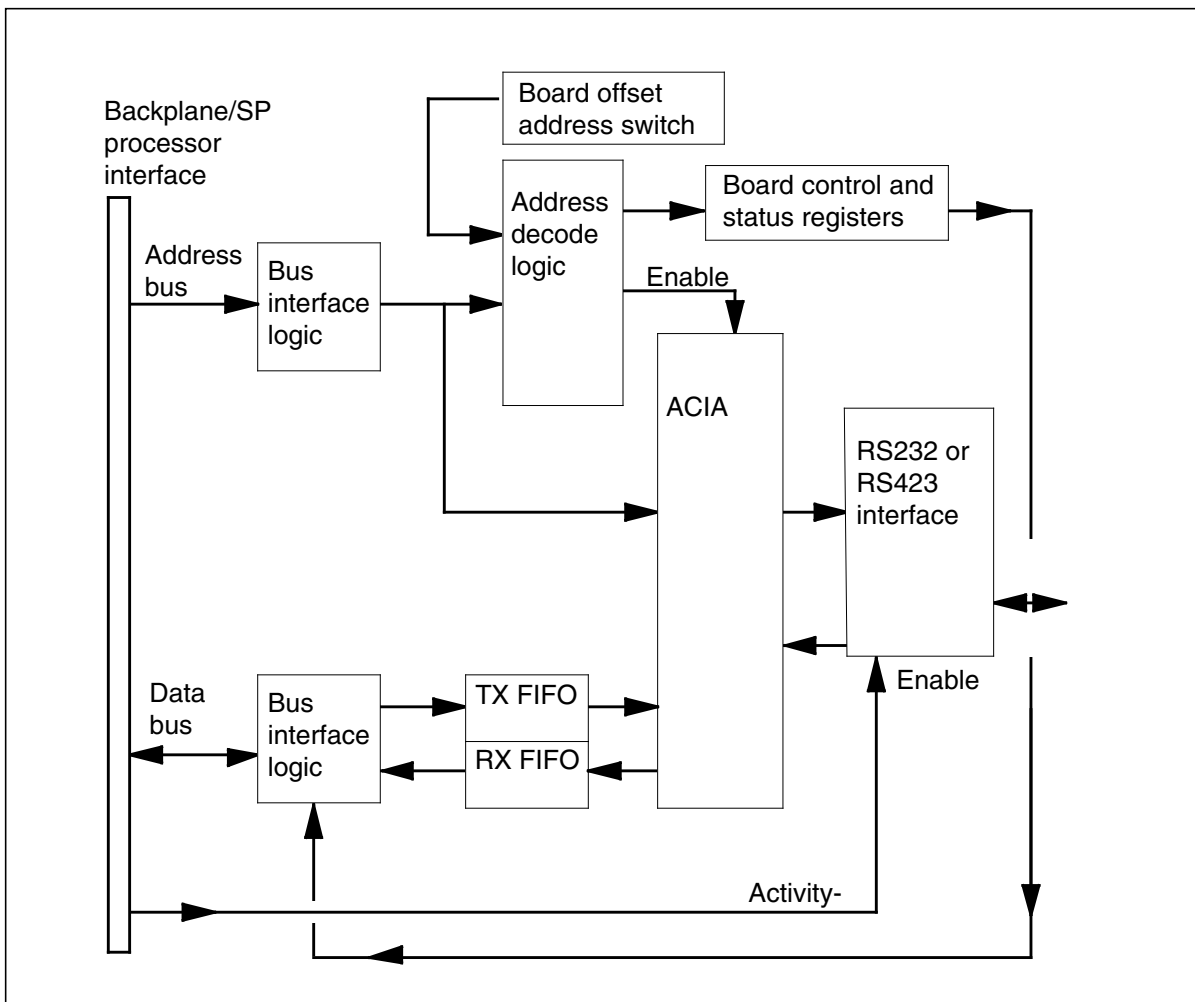 Board offset
address switch
Backplane/SP
processor
interface
Board control and
status registers
Address
decode
logic
Address
bus
Bus
interface
logic
Enable
ACIA
RS232 or
RS423
interface
Enable
Data
bus
Bus
interface
logic
TX FIFO
RX FIFO
Activity-